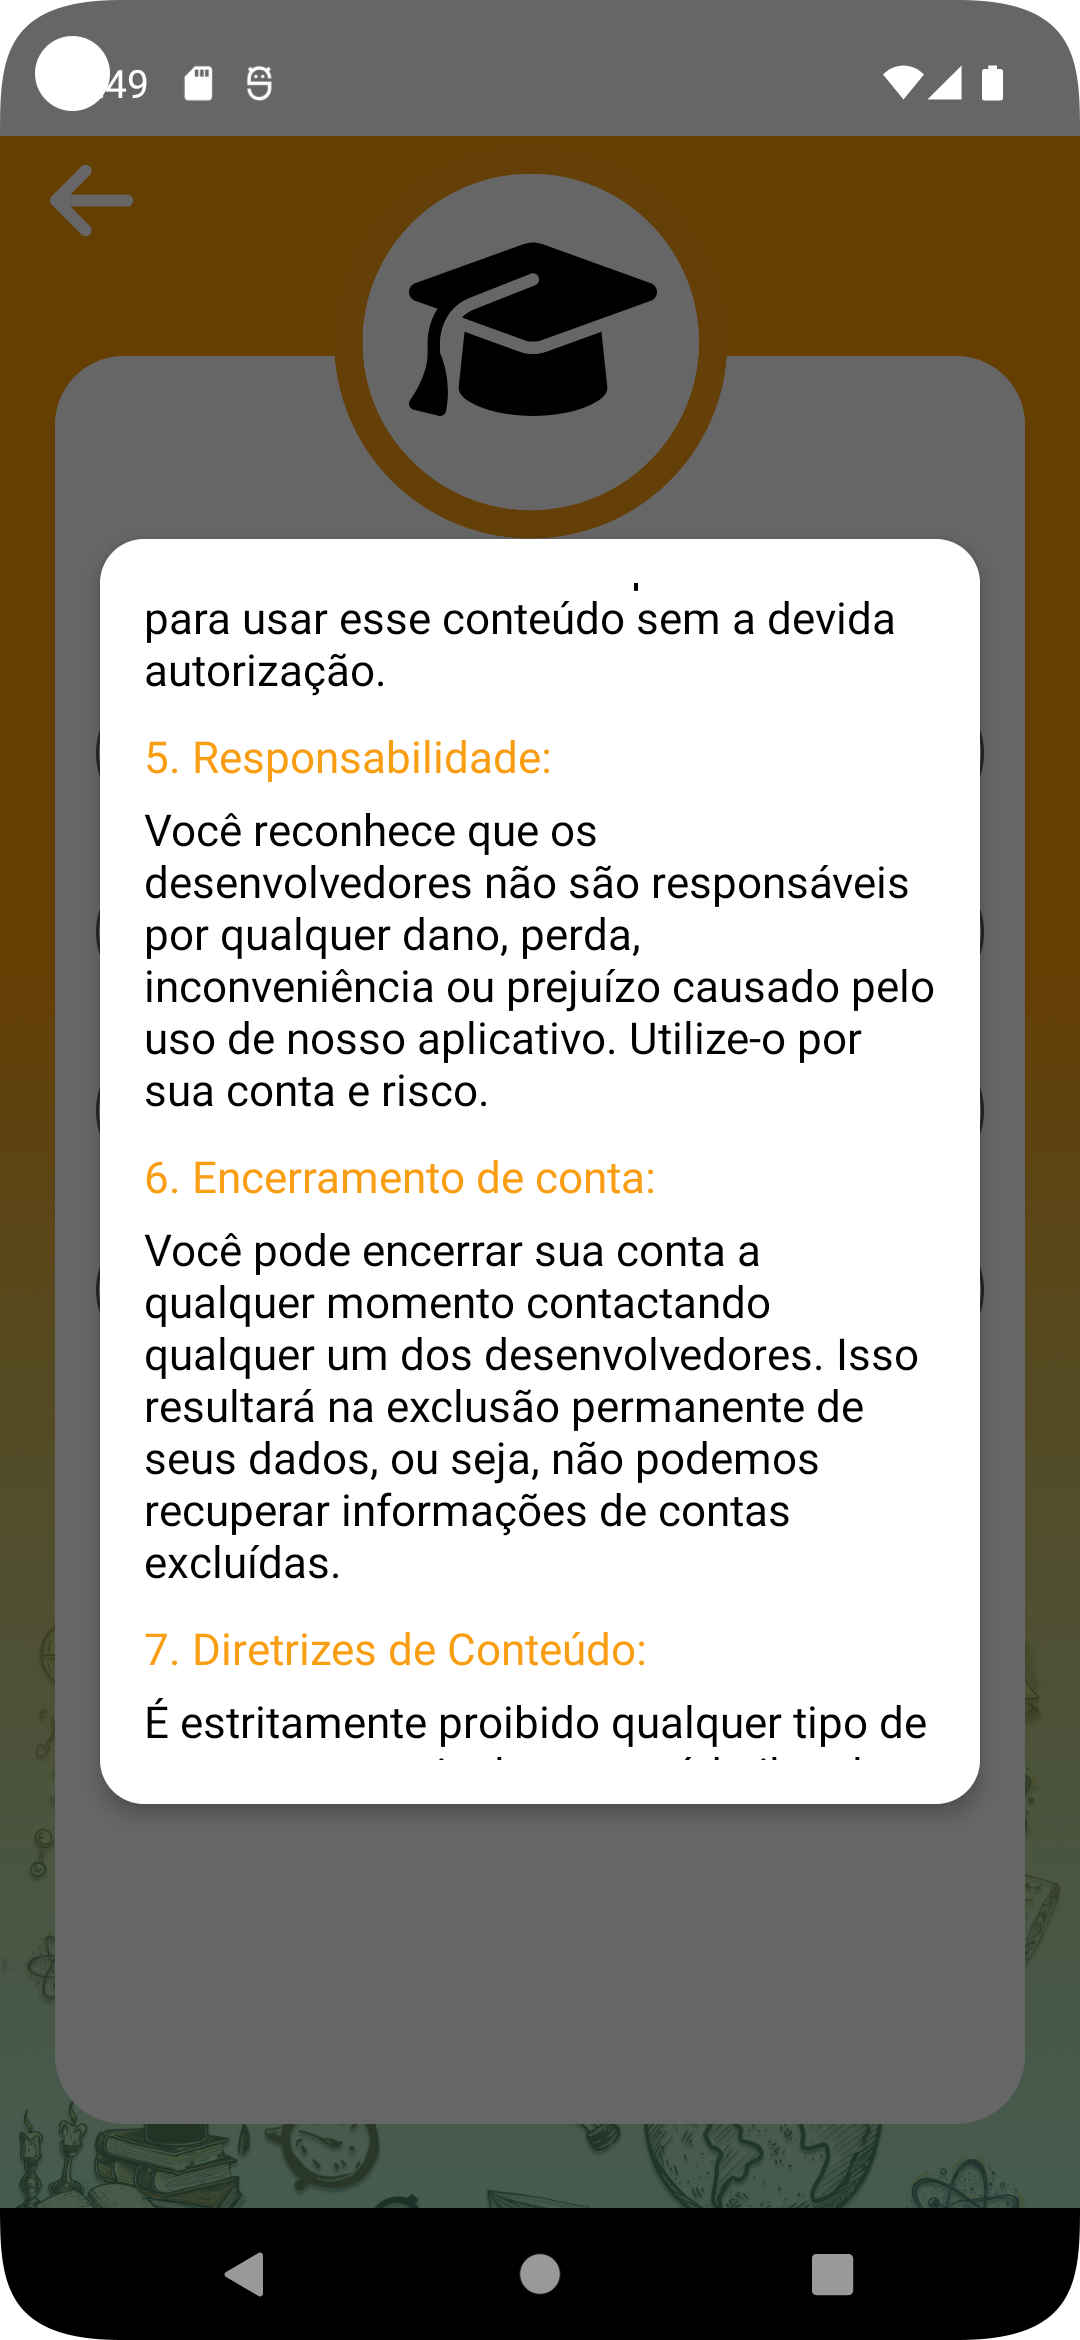 49
para usar esse conteúdo sem a devida
autorização.
5. Responsabilidade:
Você reconhece que os
desenvolvedores não são responsáveis
por qualquer dano, perda,
inconveniência ou prejuízo causado pelo
uso de nosso aplicativo. Utilize-o por
sua conta e risco.
6. Encerramento de conta:
Você pode encerrar sua conta a
qualquer momento contactando
qualquer um dos desenvolvedores. Isso
resultará na exclusão permanente de
seus dados, ou seja, não podemos
recuperar informações de contas
excluídas.
7. Diretrizes de Conteúdo:
É estritamente proibido qualquer tipo de